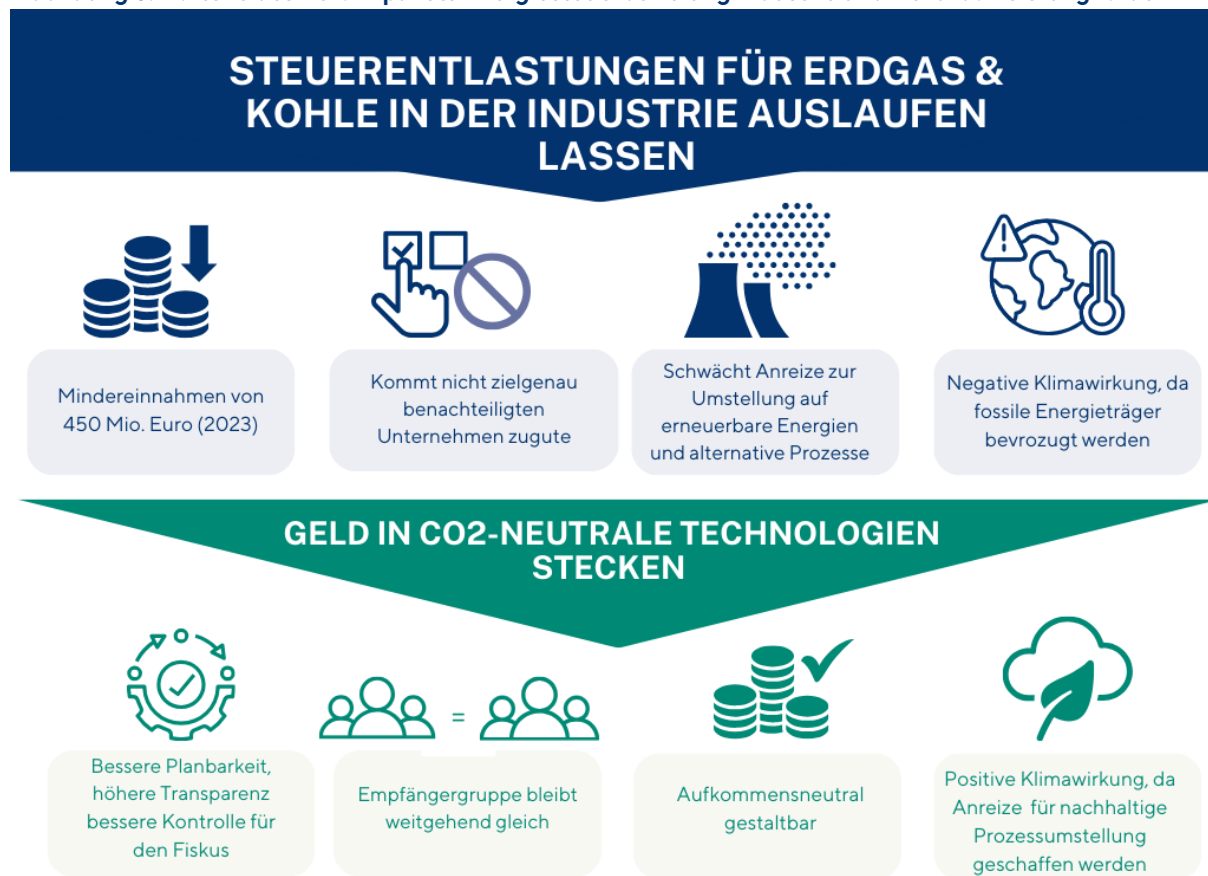 STEUERENTLASTUNGEN FÜR ERDGAS &
KOHLE IN DER INDUSTRIE AUSLAUFEN
LASSEN
Mindereinnahmen von
450 Mio. Euro (2023)
Kommt nicht zielgenau
benachteiligten
Unternehmen zugute
Schwächt Anreize zur
Umstellung auf
erneuerbare Energien
und alternative Prozesse
Negative Klimawirkung, da
fossile Energieträger
bevrozugt werden
GELD IN CO2-NEUTRALE TECHNOLOGIEN
STECKEN
=
Bessere Planbarkeit,
höhere Transparenz
bessere Kontrolle für
den Fiskus
Empfängergruppe bleibt
weitgehend gleich
Aufkommensneutral
gestaltbar
Positive Klimawirkung, da
Anreize für nachhaltige
Prozessumstellung
geschaffen werden